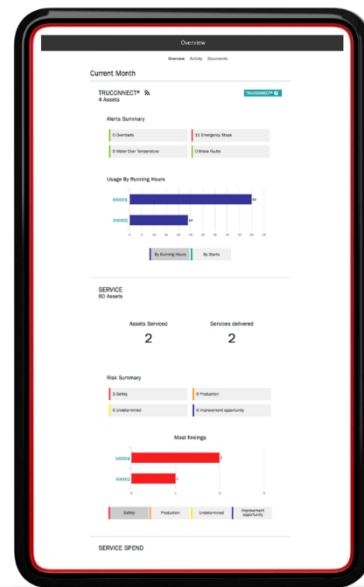 Overview
Overview Activity Documents
Current Month
TRUCONNECT®
4 Assets
TRUCONNECT®
Alerts Summary
0 Overloads
Emergency Stops
0 Motor Over Temperature
0 Brake Faults
Usage By Running Hours
By Running Hours
By Starts
SERVICE
60 Assets
Assets Serviced
Services delivered
2
2
Risk Summary
Safety
0 Production
0 Undetermined
0 Improvement opportunity
Most findings
0 1 2 3
Safety
Production
Undetermined
Improvement
opportunity
SERVICE SPEND